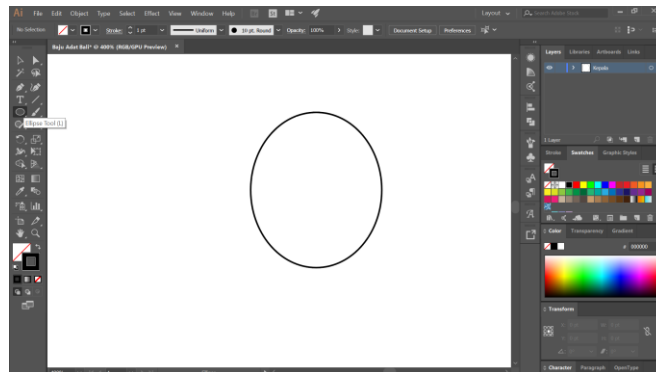 Ai File Edit Object Type Select Effect View Window Help
Layout
No Selection Stroke: 1 pt Uniform 10 pt. Round Opacity: 100% Style: Document Setup Preferences
Baju Adat Bali* @ 400% (RGB/GPU Preview) ×
Ellipse Tool (L)
Layers Libraries Artboards Links
Kepala
1 Layer
Stroke Swatches Graphic Styles
Color Transparency Gradient
# 000000
Transform
Character Paragraph OpenType